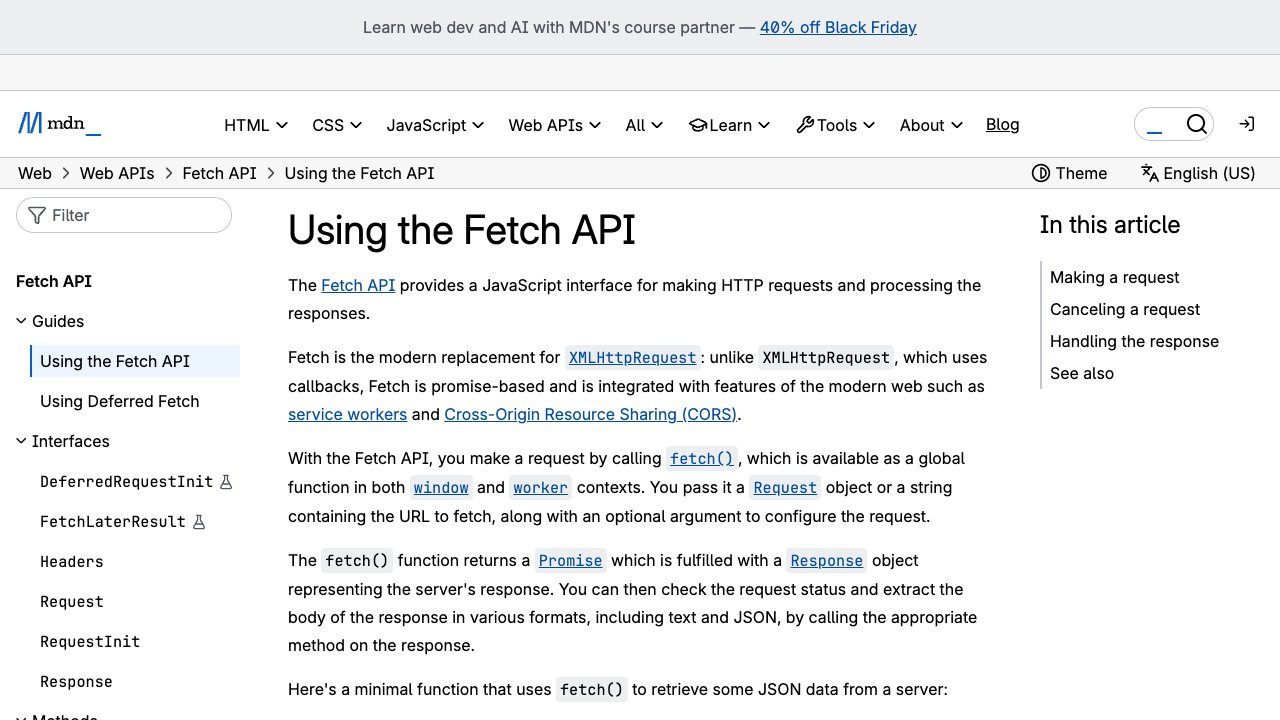 Learn web dev and AI with MDN's course partner — 40% off Black Friday
mdn_
HTML CSS JavaScript Web APIs All Learn Tools About Blog
Web Web APIs Fetch API Using the Fetch API
Theme English (US)
Filter
Fetch API
Guides
Using the Fetch API
Using Deferred Fetch
Interfaces
DeferredRequestInit
FetchLaterResult
Headers
Request
RequestInit
Response
Methods
Using the Fetch API
The Fetch API provides a JavaScript interface for making HTTP requests and processing the
responses.
Fetch is the modern replacement for XMLHttpRequest: unlike XMLHttpRequest, which uses
callbacks, Fetch is promise-based and is integrated with features of the modern web such as
service workers and Cross-Origin Resource Sharing (CORS).
With the Fetch API, you make a request by calling fetch(), which is available as a global
function in both window and worker contexts. You pass it a Request object or a string
containing the URL to fetch, along with an optional argument to configure the request.
The fetch() function returns a Promise which is fulfilled with a Response object
representing the server's response. You can then check the request status and extract the
body of the response in various formats, including text and JSON, by calling the appropriate
method on the response.
Here's a minimal function that uses fetch() to retrieve some JSON data from a server:
In this article
Making a request
Canceling a request
Handling the response
See also